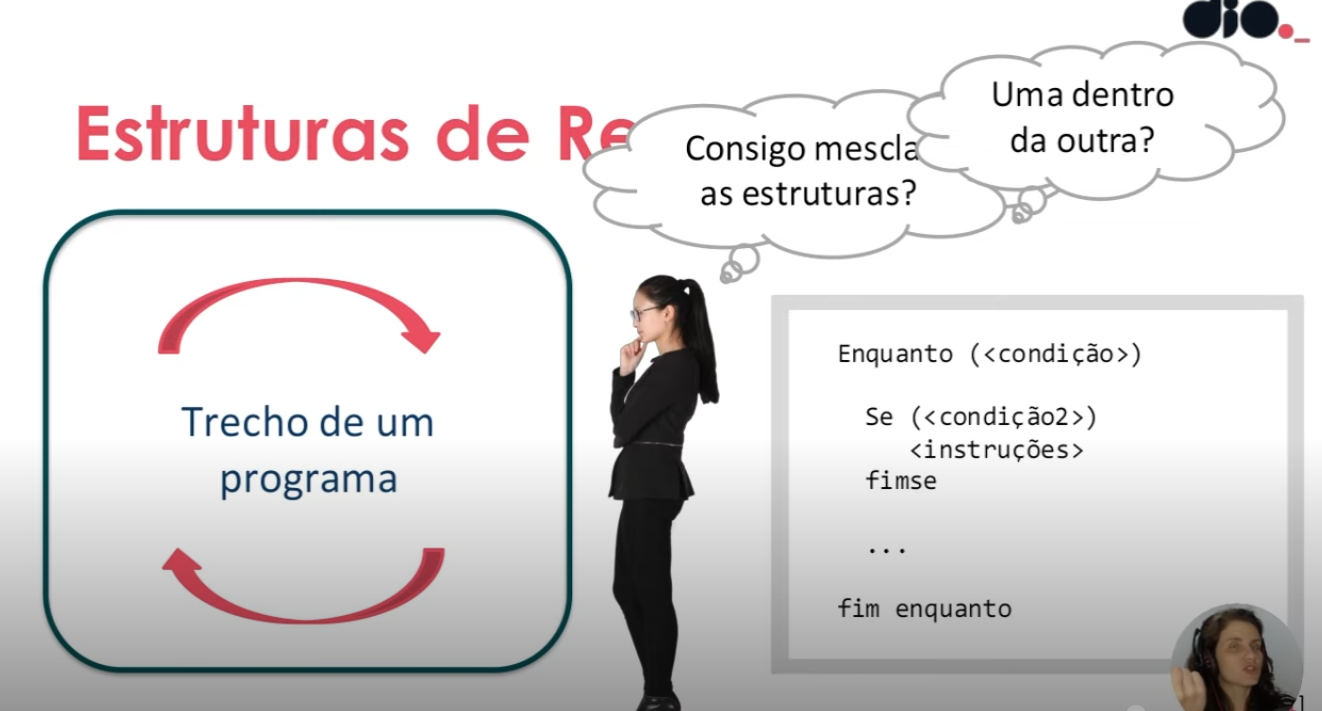 dio._
Estruturas de Re
Consigo mescla
as estruturas?
Uma dentro
da outra?
Trecho de um
programa
Enquanto (<condição>)
Se (<condição2>)
<instruções>
fimse
...
fim enquanto